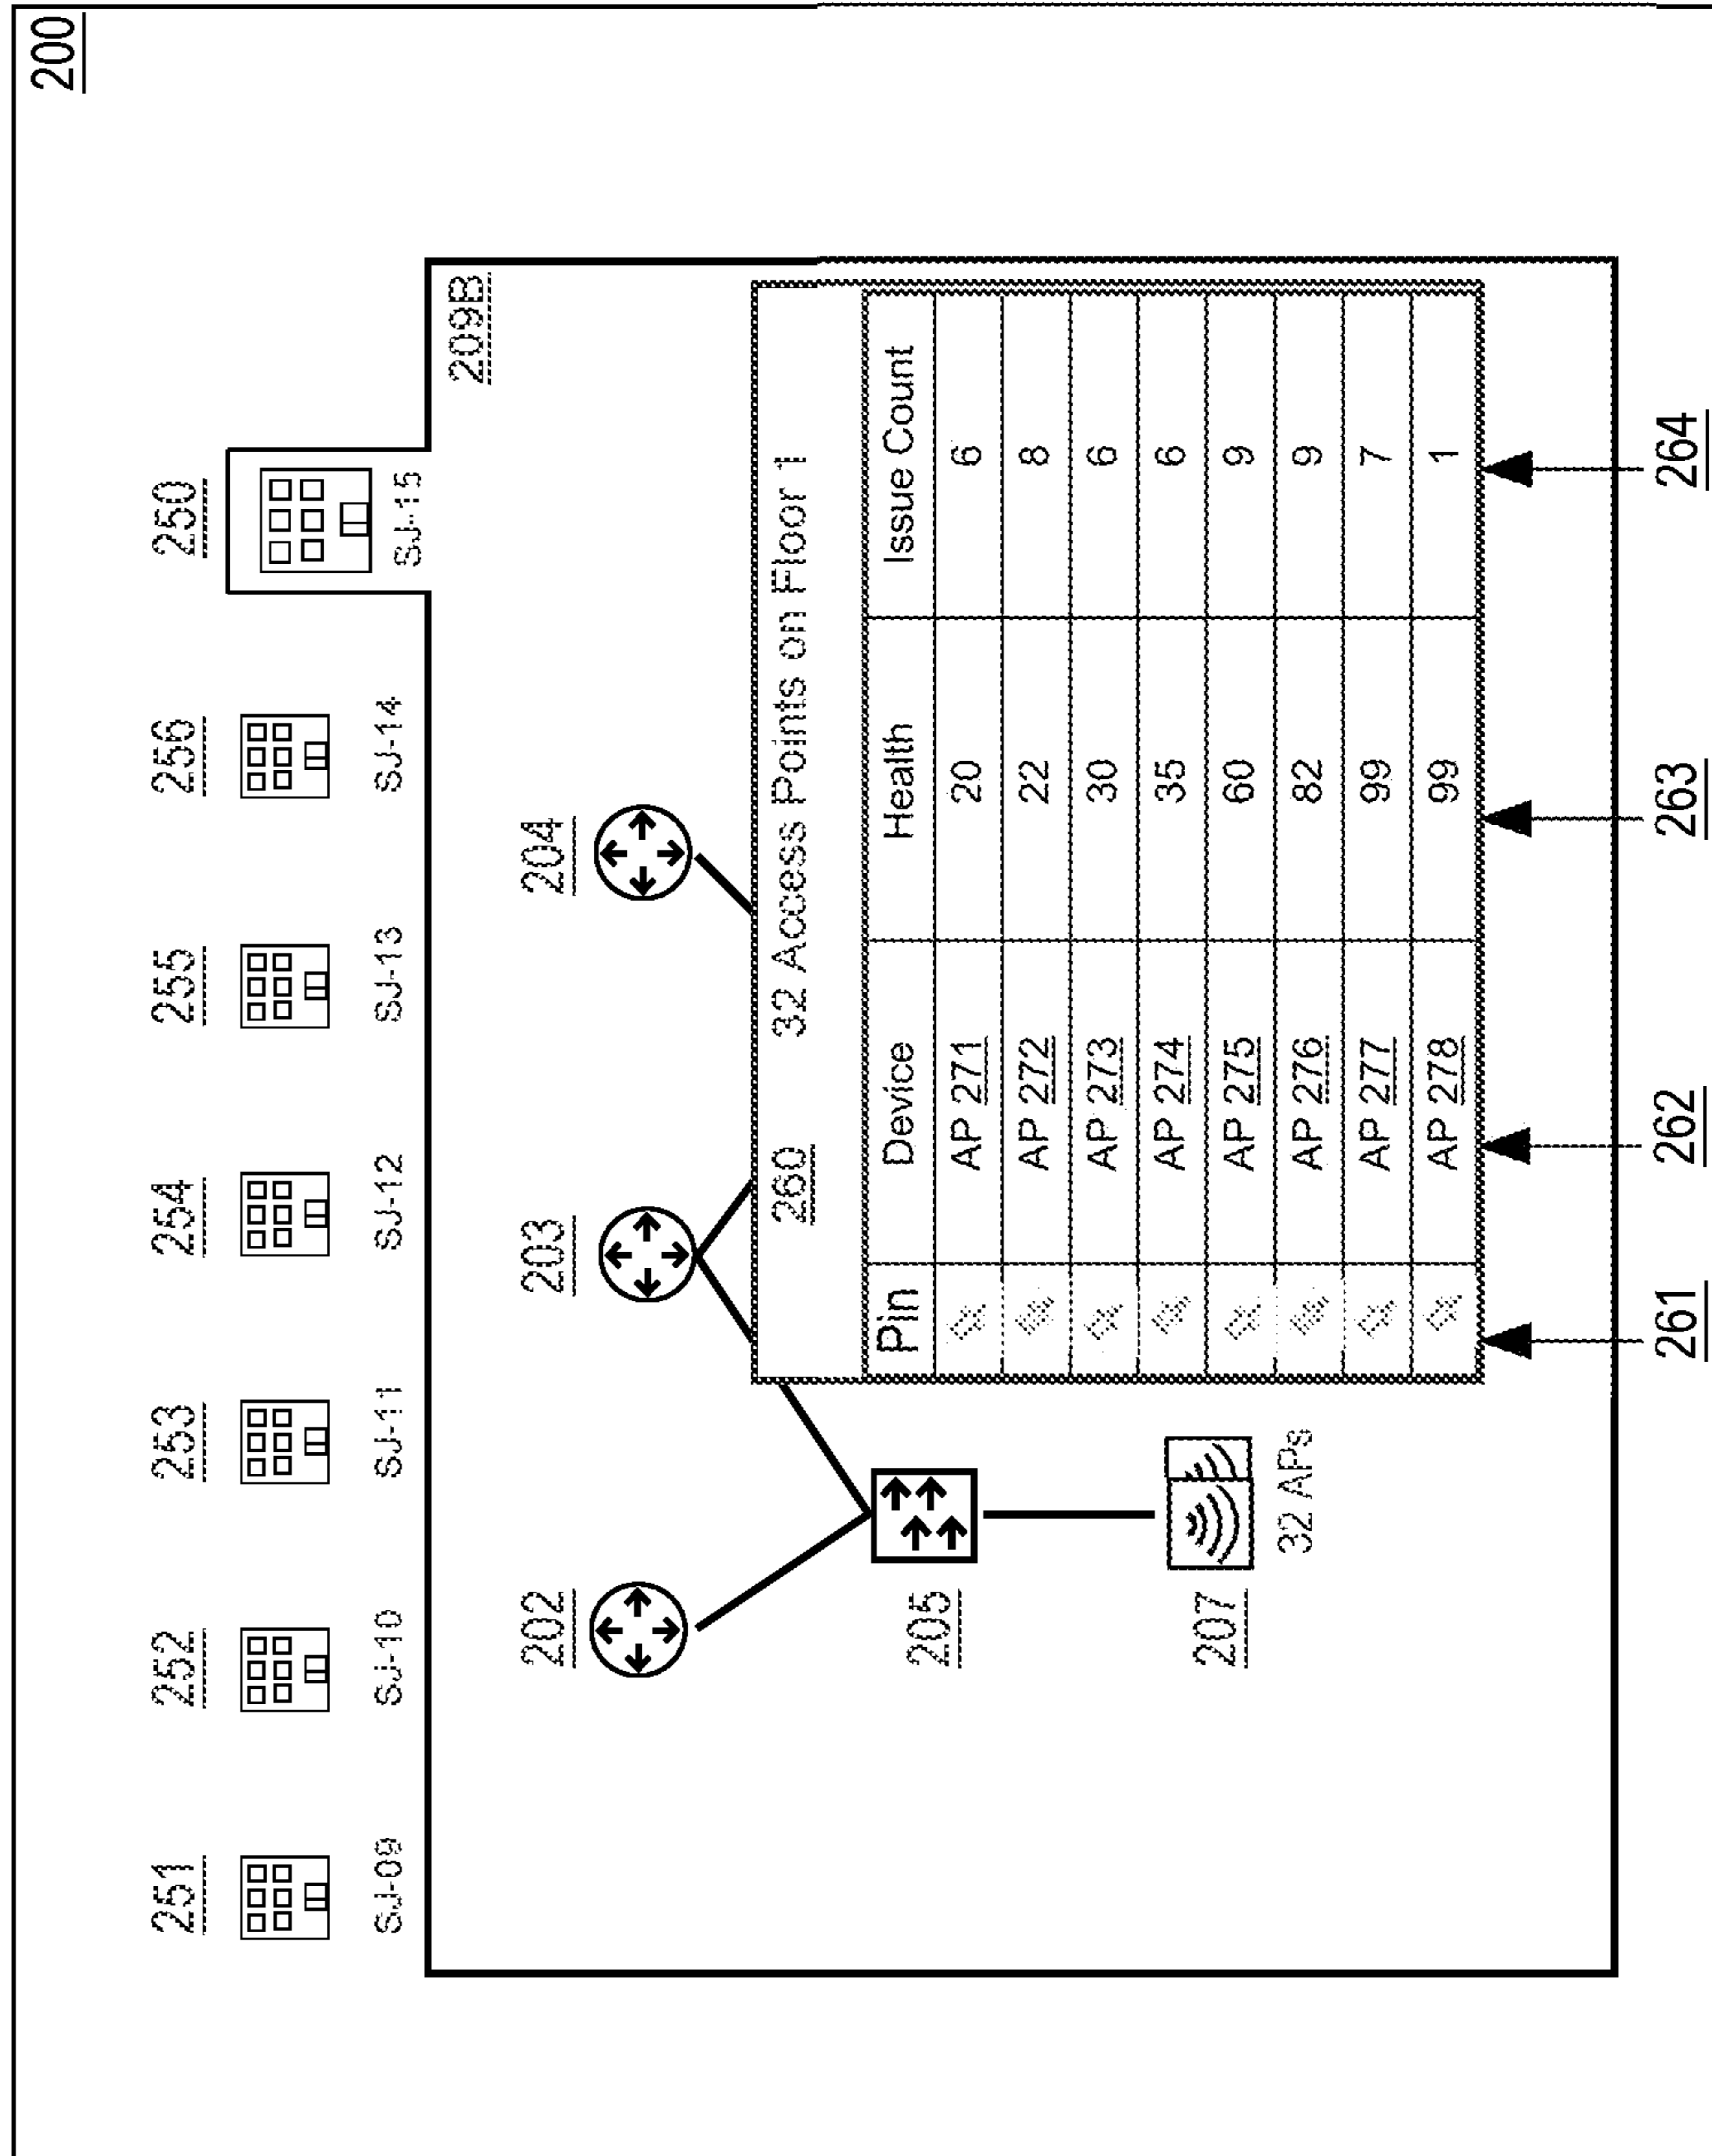 200
251 252 253 254 255 256 250
SJ-09 SJ-10 SJ-11 SJ-12 SJ-13 SJ-14 SJ-15
209B
202 203 204
260 32 Access Points on Floor 1
Pin Device Health Issue Count
AP 271 20 6
AP 272 22 8
AP 273 30 6
AP 274 35 6
AP 275 60 9
AP 276 82 9
AP 277 99 7
AP 278 99 1
205
207
32 APs
261 262 263 264